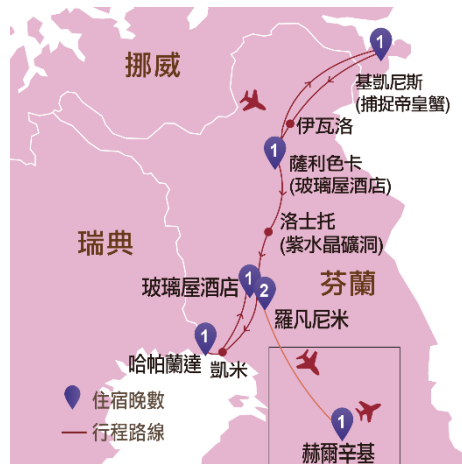 挪威
1
基凱尼斯
(捕捉帝皇蟹)
伊瓦洛
1
薩利色卡
(玻璃屋酒店)
瑞典
洛士托
(紫水晶礦洞)
玻璃屋酒店
1
2
芬蘭
羅凡尼米
1
哈帕蘭達
凱米
住宿晚數
行程路線
1
赫爾辛基